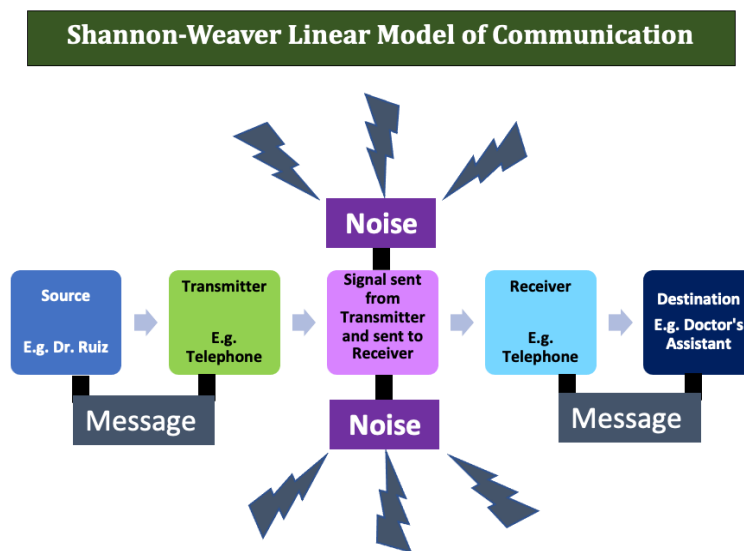 Shannon-Weaver Linear Model of Communication
Noise
Source
E.g. Dr. Ruiz
Transmitter
E.g.
Telephone
Signal sent
from
Transmitter
and sent to
Receiver
Receiver
E.g.
Telephone
Destination
E.g. Doctor's
Assistant
Message
Noise
Message